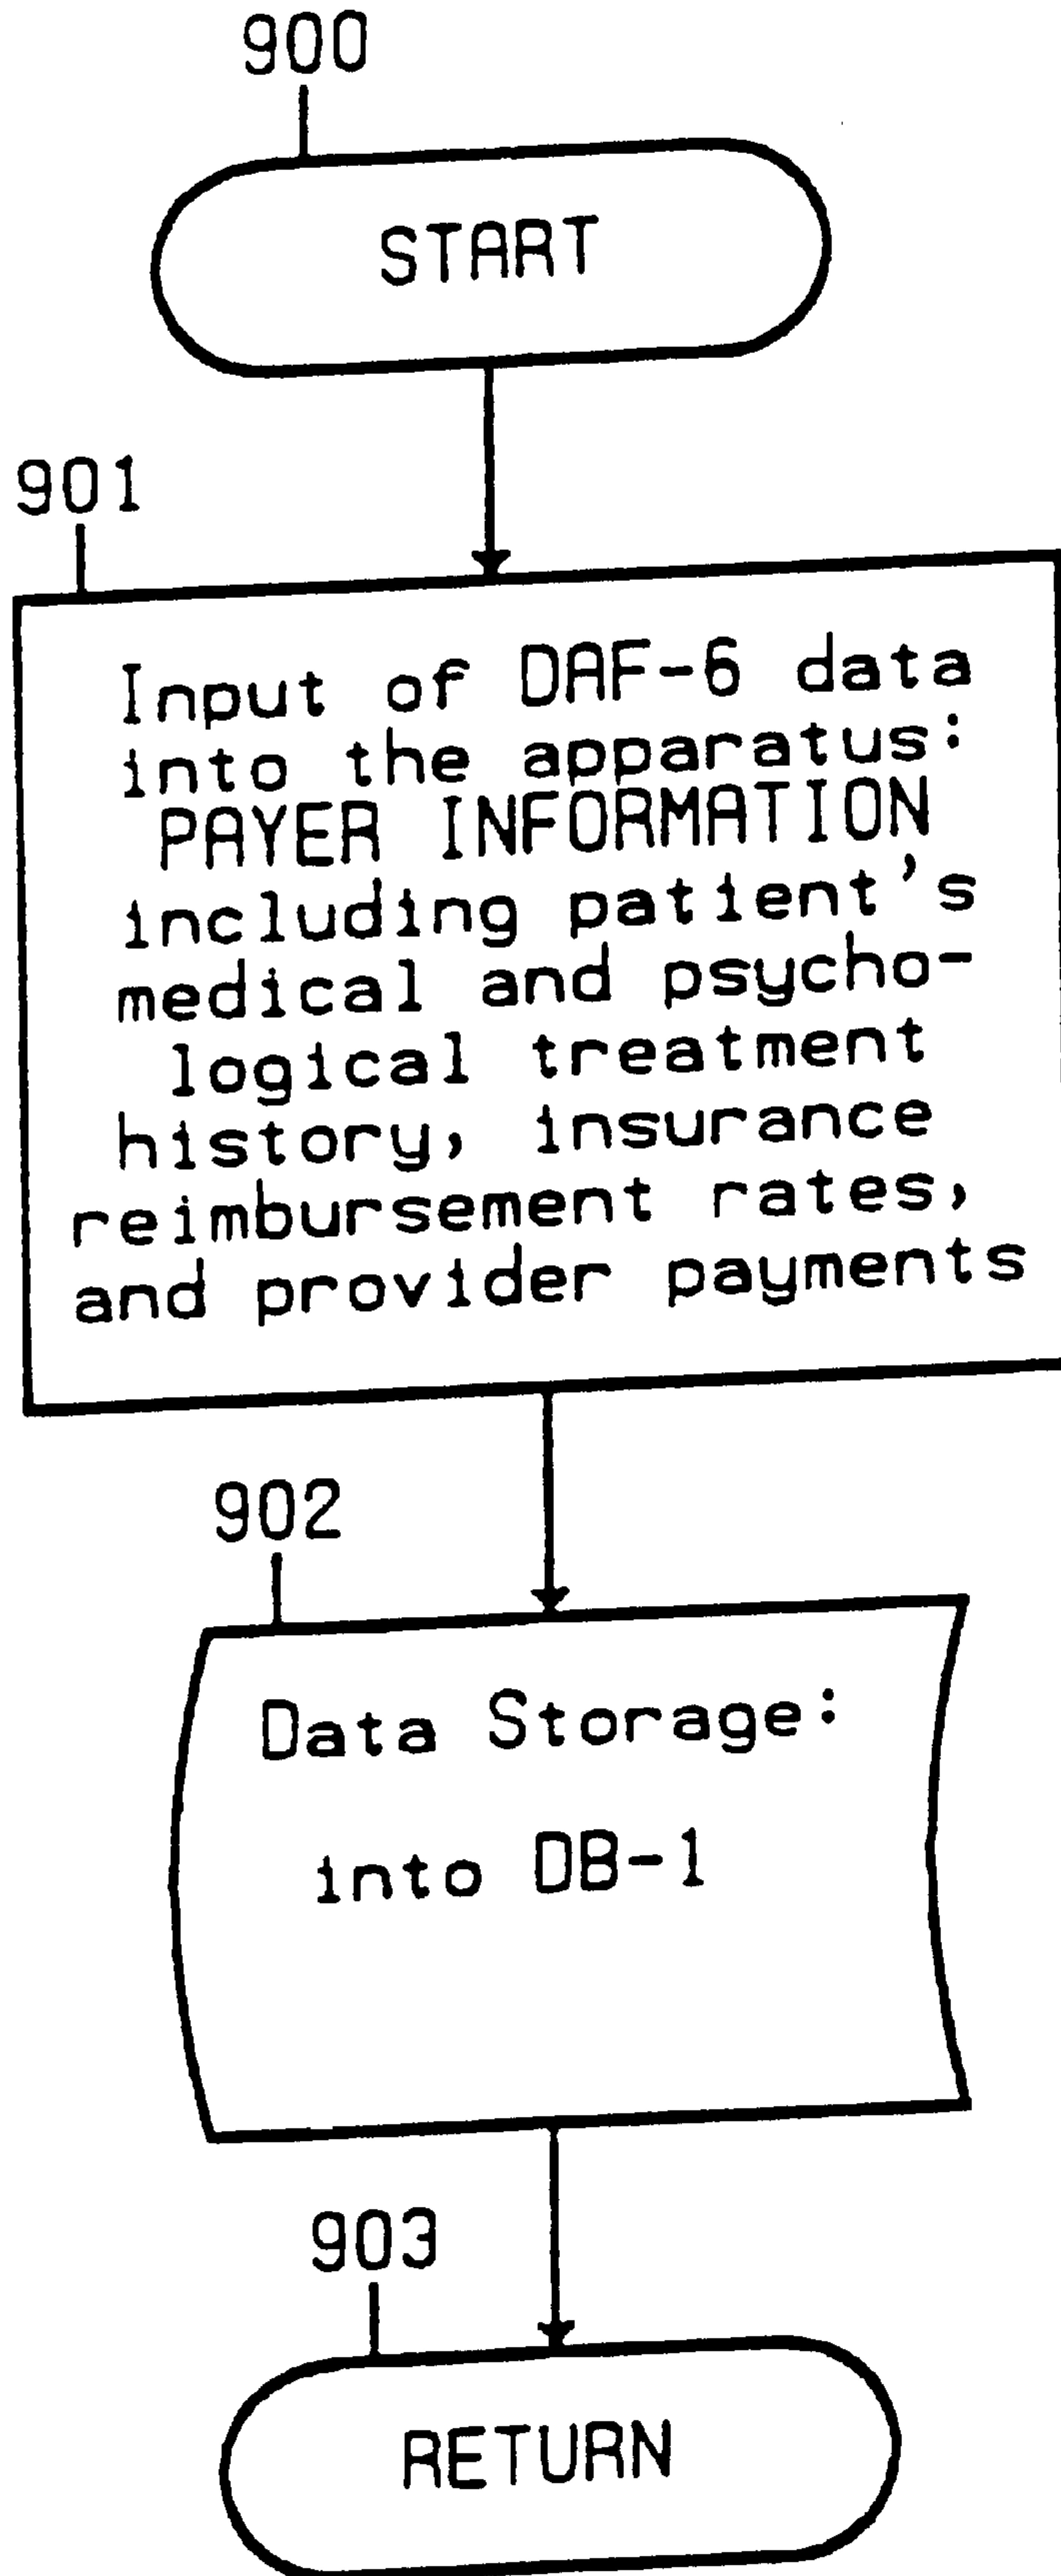 900
START
901
Input of DAF-6 data
into the apparatus:
PAYER INFORMATION
including patient's
medical and psycho-
logical treatment
history, insurance
reimbursement rates,
and provider payments
902
Data Storage:
into DB-1
903
RETURN